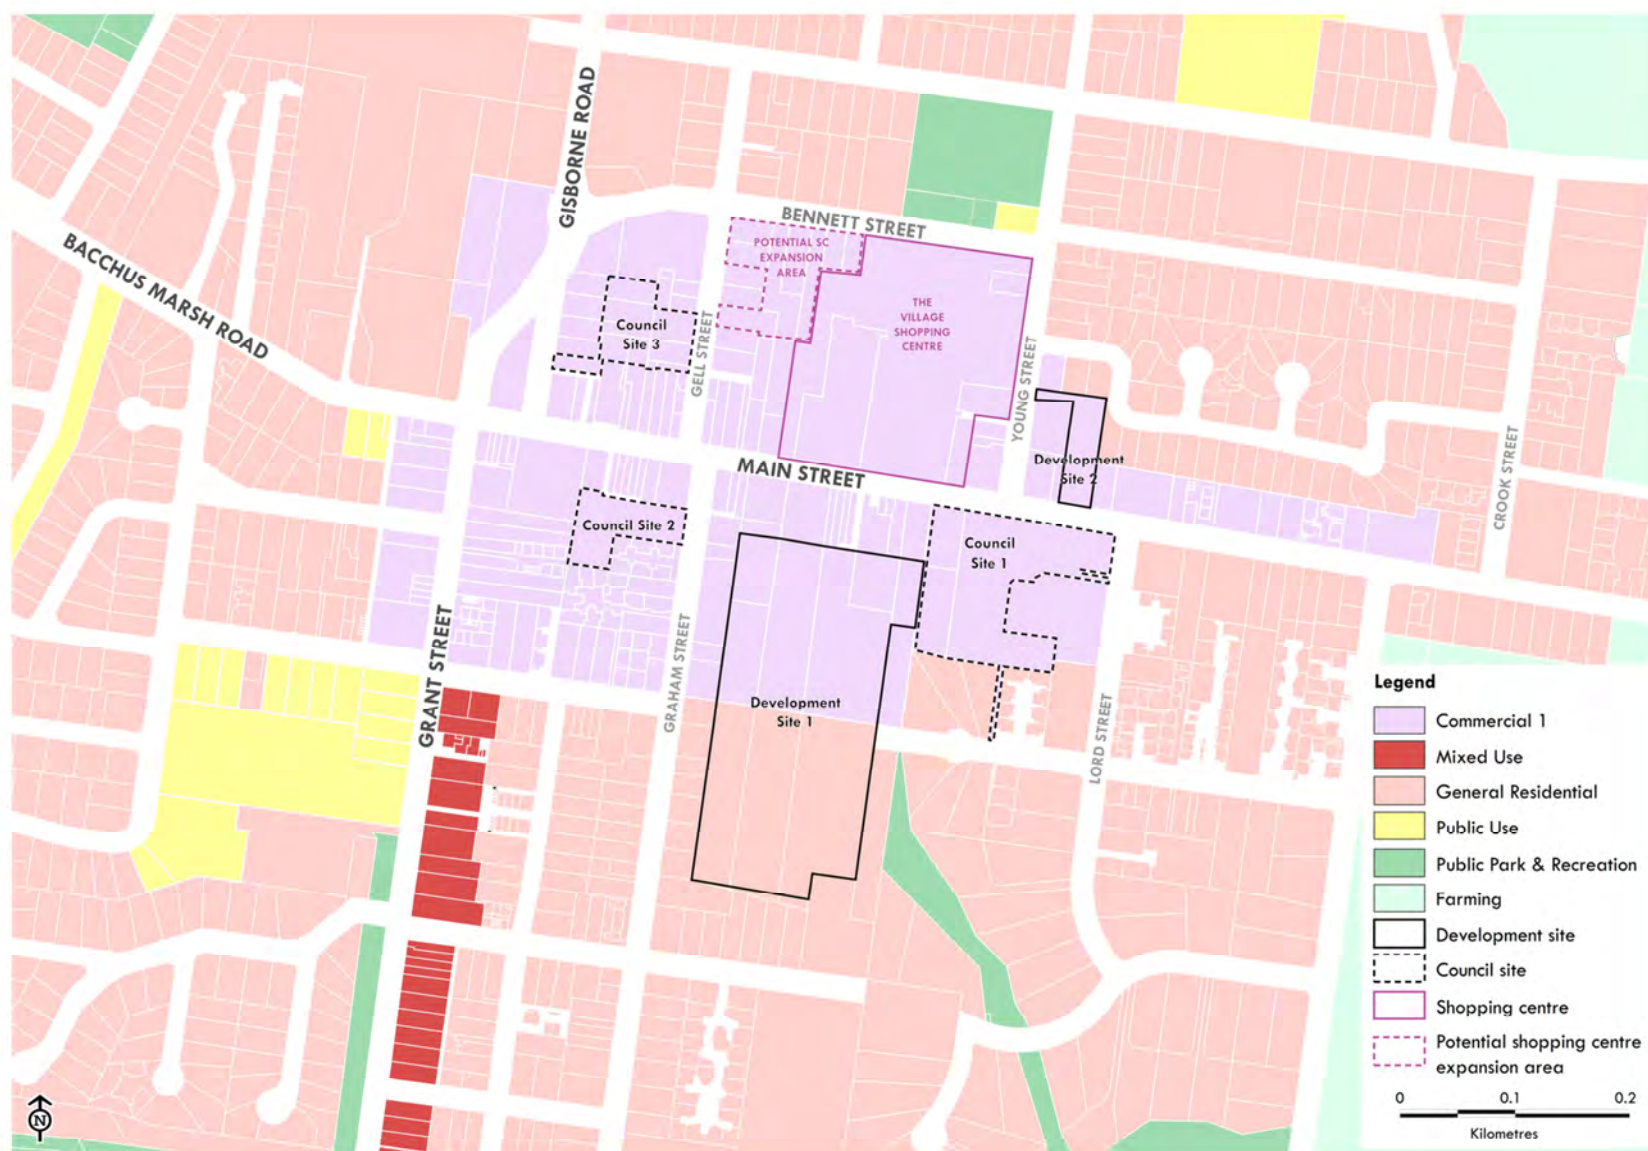 GISBORNE ROAD
BENNETT STREET
POTENTIAL SC
EXPANSION
AREA
BACCHUS MARSH ROAD
THE
VILLAGE
SHOPPING
CENTRE
Council
Site 3
GELL STREET
YOUNG STREET
MAIN STREET
Development
Site 2
CROOK STREET
Council Site 2
Council
Site 1
GRANT STREET
GRAHAM STREET
Development
Site 1
LORD STREET
Legend
Commercial 1
Mixed Use
General Residential
Public Use
Public Park & Recreation
Farming
Development site
Council site
Shopping centre
Potential shopping centre
expansion area
0 0.1 0.2
Kilometres
N